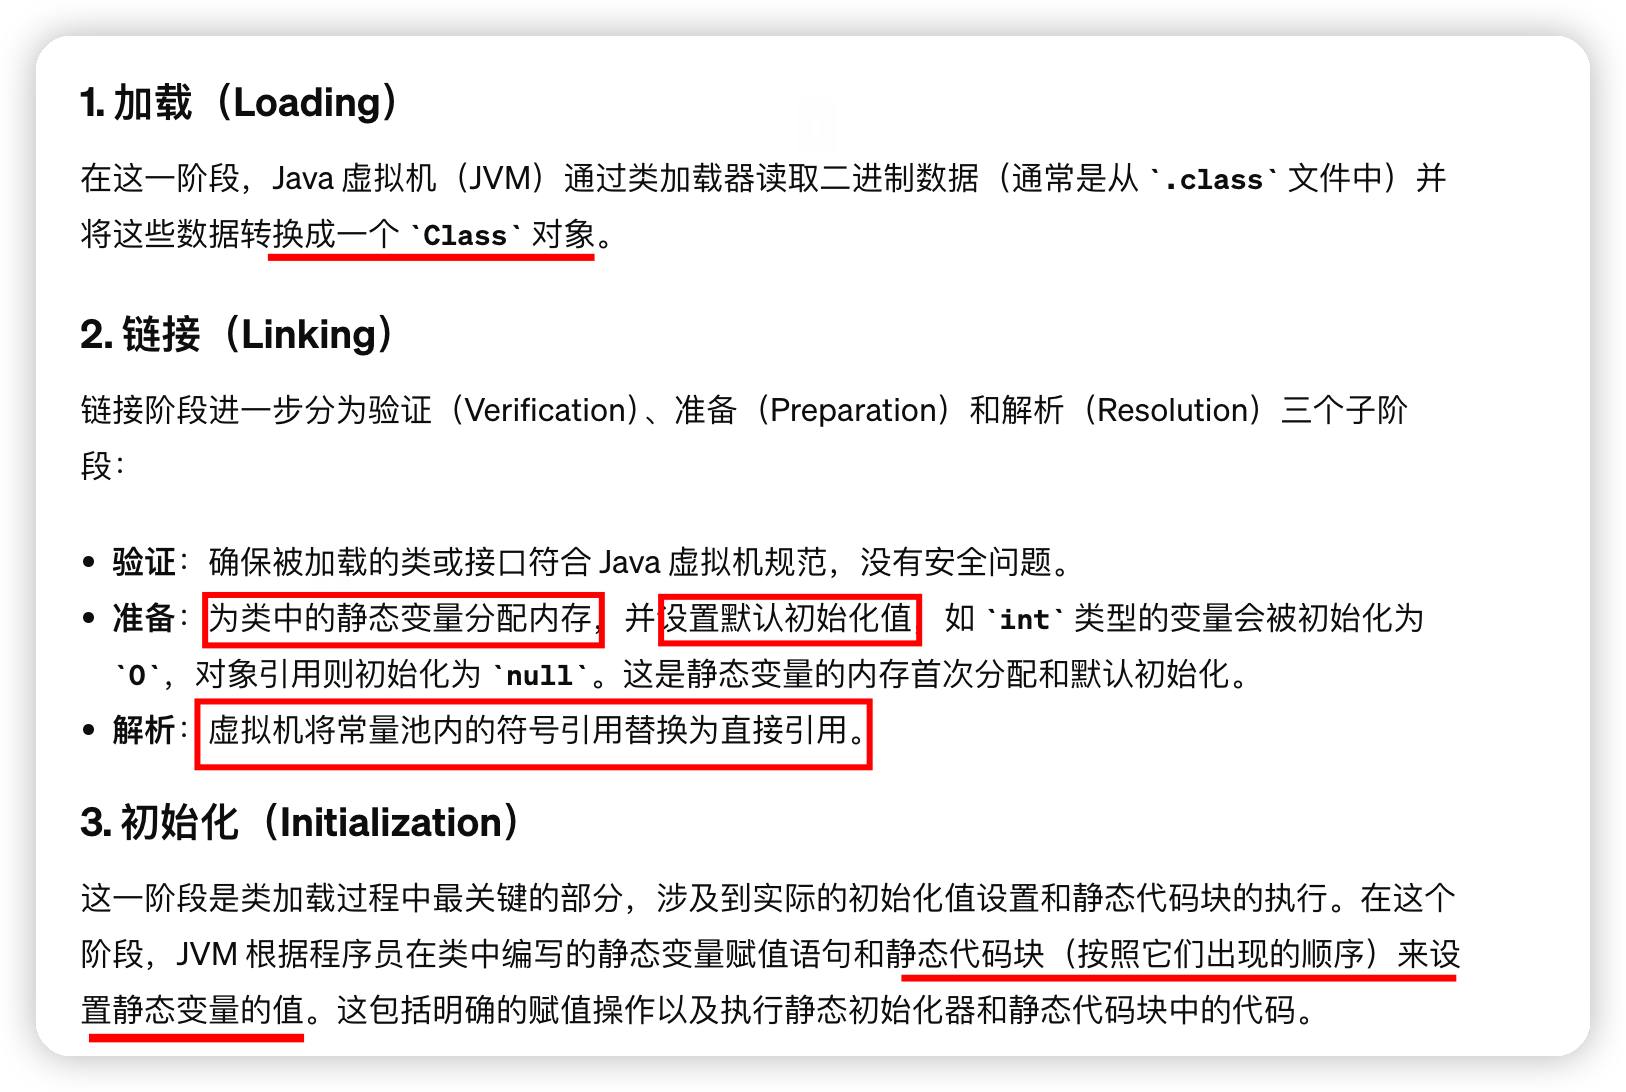 1. 加载（Loading）
在这一阶段，Java 虚拟机（JVM）通过类加载器读取二进制数据（通常是从 `.class` 文件中）并
将这些数据转换成一个 `Class` 对象。
2. 链接（Linking）
链接阶段进一步分为验证（Verification）、准备（Preparation）和解析（Resolution）三个子阶
段：
• 验证：确保被加载的类或接口符合 Java 虚拟机规范，没有安全问题。
• 准备：为类中的静态变量分配内存，并设置默认初始化值，如 `int` 类型的变量会被初始化为
`0`，对象引用则初始化为 `null`。这是静态变量的内存首次分配和默认初始化。
• 解析：虚拟机将常量池内的符号引用替换为直接引用。
3. 初始化（Initialization）
这一阶段是类加载过程中最关键的部分，涉及到实际的初始化值设置和静态代码块的执行。在这个
阶段，JVM 根据程序员在类中编写的静态变量赋值语句和静态代码块（按照它们出现的顺序）来设
置静态变量的值。这包括明确的赋值操作以及执行静态初始化器和静态代码块中的代码。